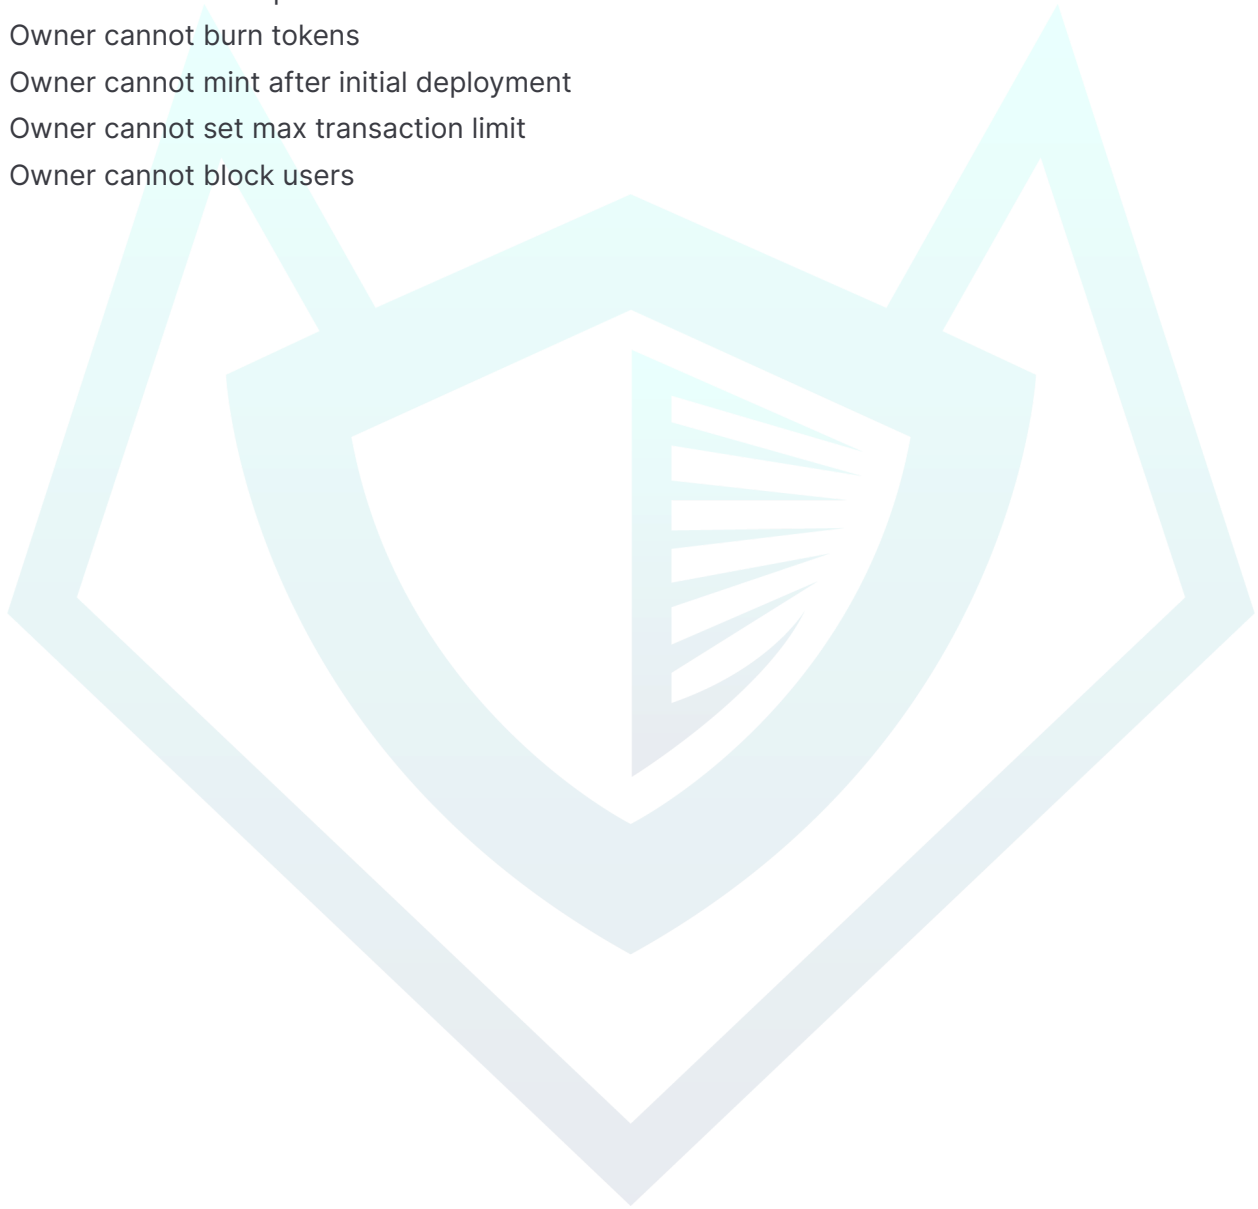 Owner cannot burn tokens
Owner cannot mint after initial deployment
Owner cannot set max transaction limit
Owner cannot block users